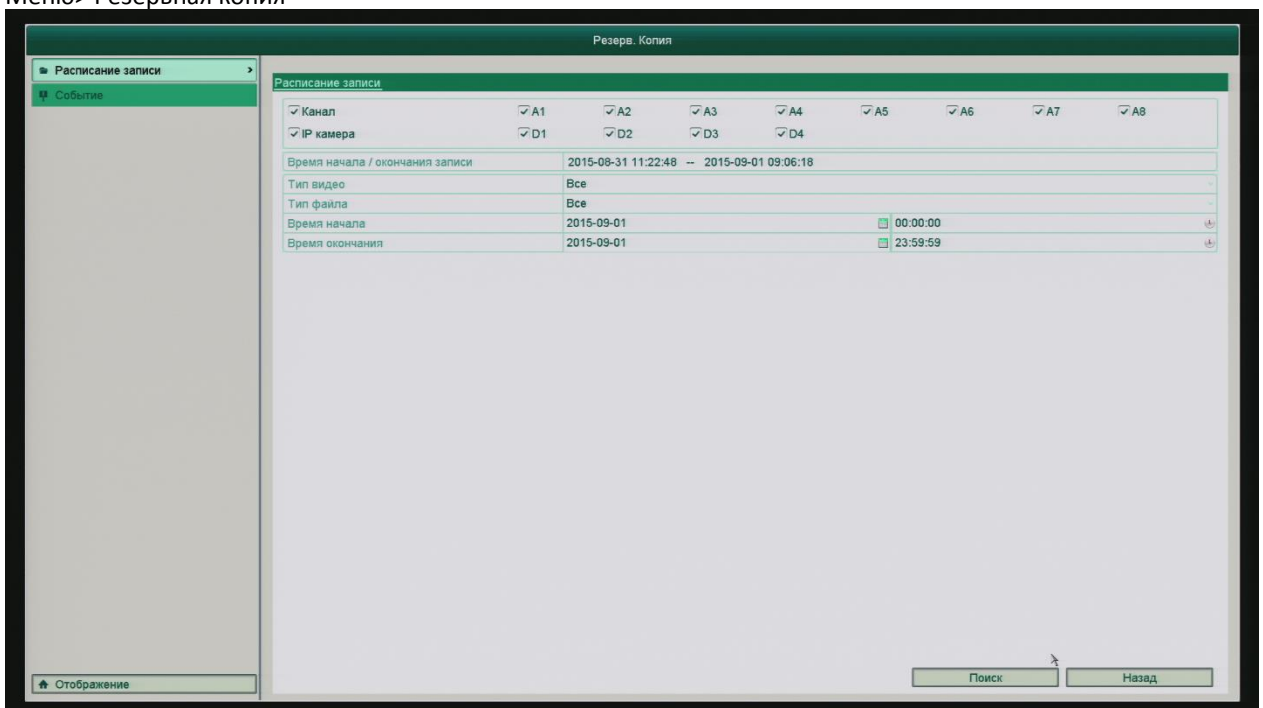 Меню> Резервная копия
Резерв. Копия
Расписание записи >
Событие
Расписание записи
Канал A1 A2 A3 A4 A5 A6 A7 A8
IP камера D1 D2 D3 D4
Время начала / окончания записи 2015-08-31 11:22:48 -- 2015-09-01 09:06:18
Тип видео Все
Тип файла Все
Время начала 2015-09-01 00:00:00
Время окончания 2015-09-01 23:59:59
Отображение
Поиск Назад